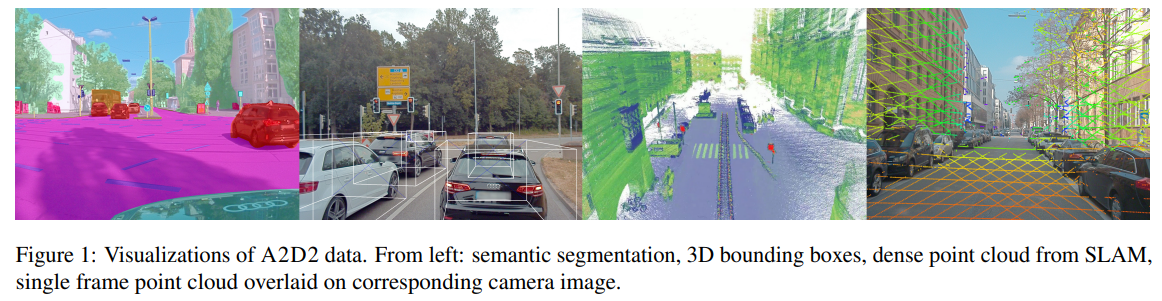 Figure 1: Visualizations of A2D2 data. From left: semantic segmentation, 3D bounding boxes, dense point cloud from SLAM,
single frame point cloud overlaid on corresponding camera image.